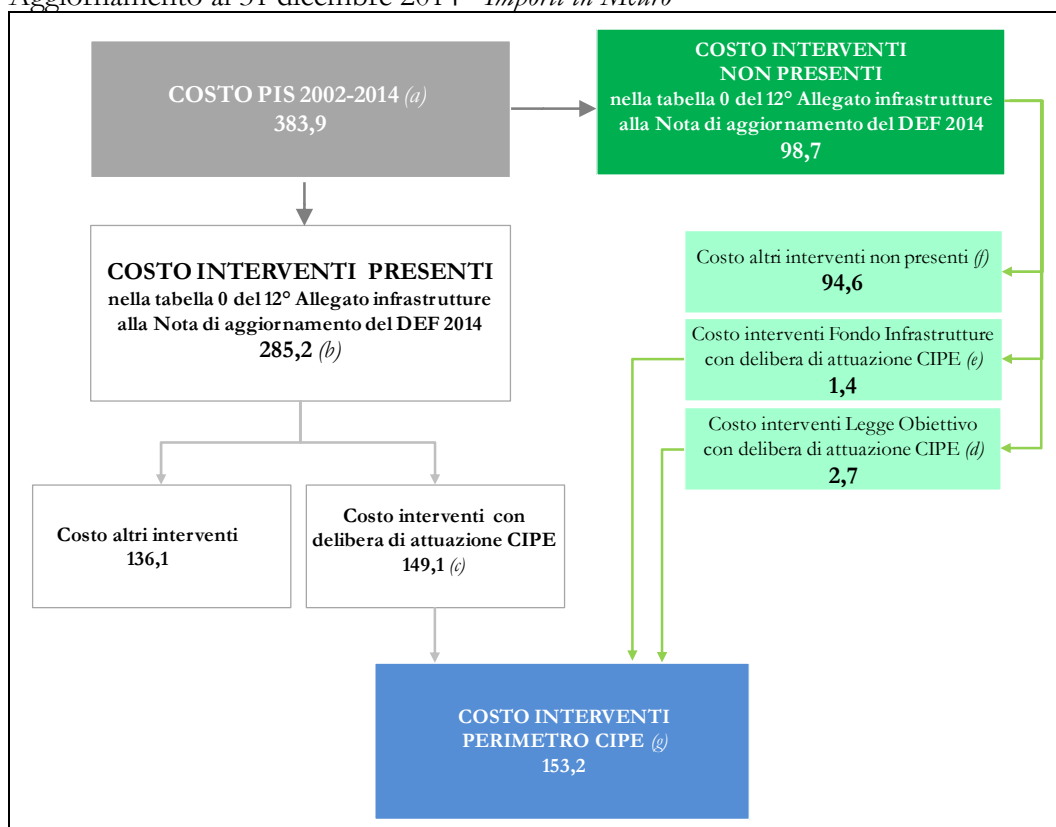 Aggiornamento al 31 dicembre 2014 - Importi in Meuro
COSTO PIS 2002-2014 (a)
383,9
COSTO INTERVENTI
NON PRESENTI
nella tabella 0 del 12° Allegato infrastrutture
alla Nota di aggiornamento del DEF 2014
98,7
COSTO INTERVENTI PRESENTI
nella tabella 0 del 12° Allegato infrastrutture
alla Nota di aggiornamento del DEF 2014
285,2 (b)
Costo altri interventi non presenti (f)
94,6
Costo interventi Fondo Infrastrutture
con delibera di attuazione CIPE (e)
1,4
Costo interventi Legge Obiettivo
con delibera di attuazione CIPE (d)
2,7
Costo altri interventi
136,1
Costo interventi con
delibera di attuazione CIPE
149,1 (c)
COSTO INTERVENTI
PERIMETRO CIPE (g)
153,2